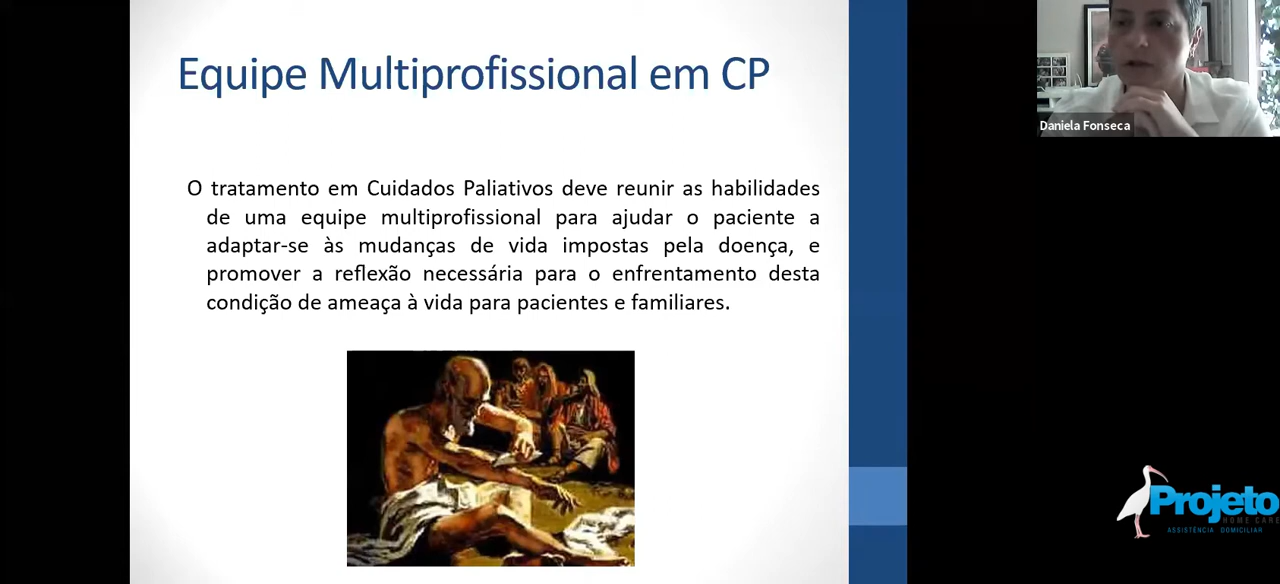 Equipe Multiprofissional em CP
O tratamento em Cuidados Paliativos deve reunir as habilidades
de uma equipe multiprofissional para ajudar o paciente a
adaptar-se às mudanças de vida impostas pela doença, e
promover a reflexão necessária para o enfrentamento desta
condição de ameaça à vida para pacientes e familiares.
Daniela Fonseca
Projeto
HOME CARE
ASSISTÊNCIA DOMICILIAR